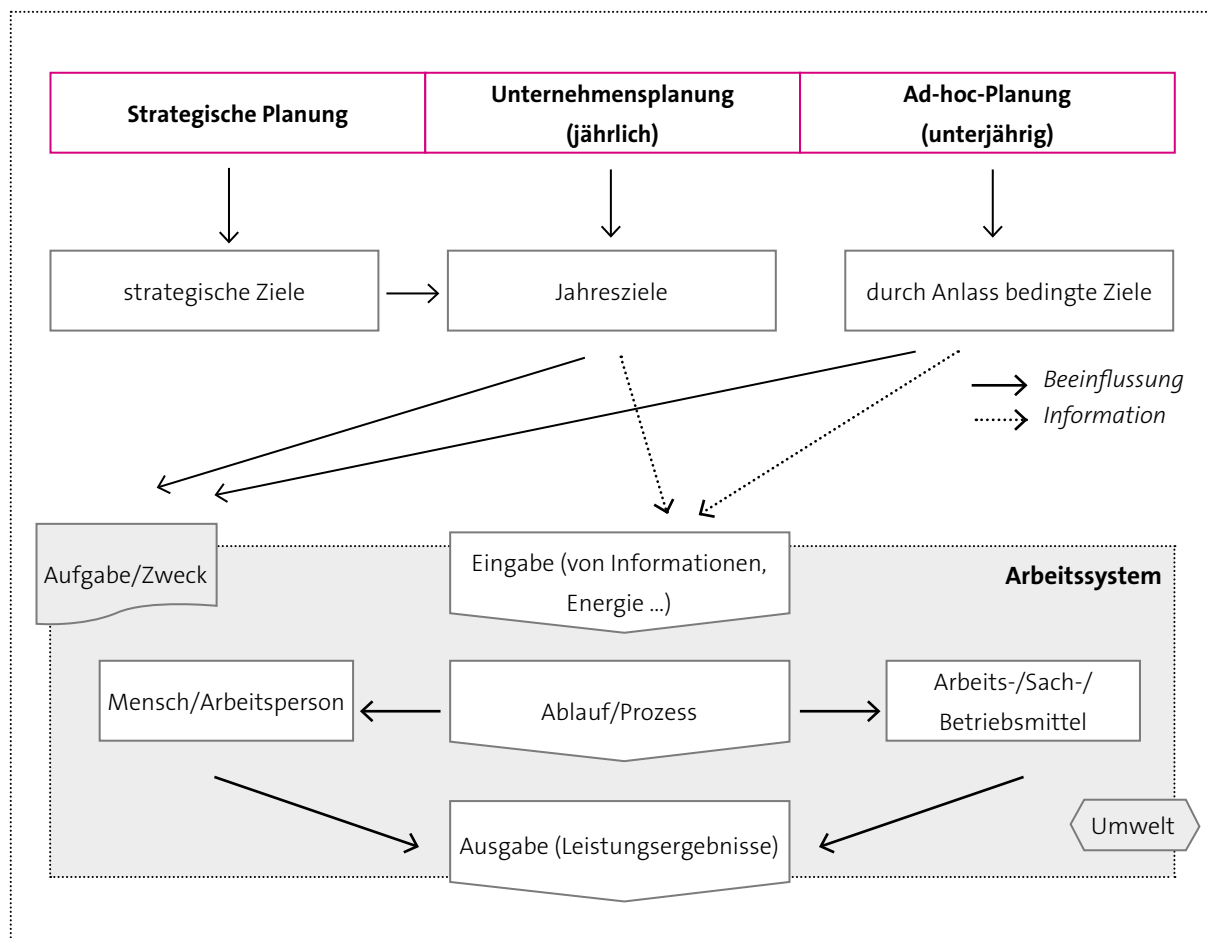 Strategische Planung
Unternehmensplanung
(jährlich)
Ad-hoc-Planung
(unterjährig)
strategische Ziele
Jahresziele
durch Anlass bedingte Ziele
Beeinflussung
Information
Aufgabe/Zweck
Eingabe (von Informationen,
Energie ...)
Arbeitssystem
Mensch/Arbeitsperson
Ablauf/Prozess
Arbeits-/Sach-/
Betriebsmittel
Ausgabe (Leistungsergebnisse)
Umwelt